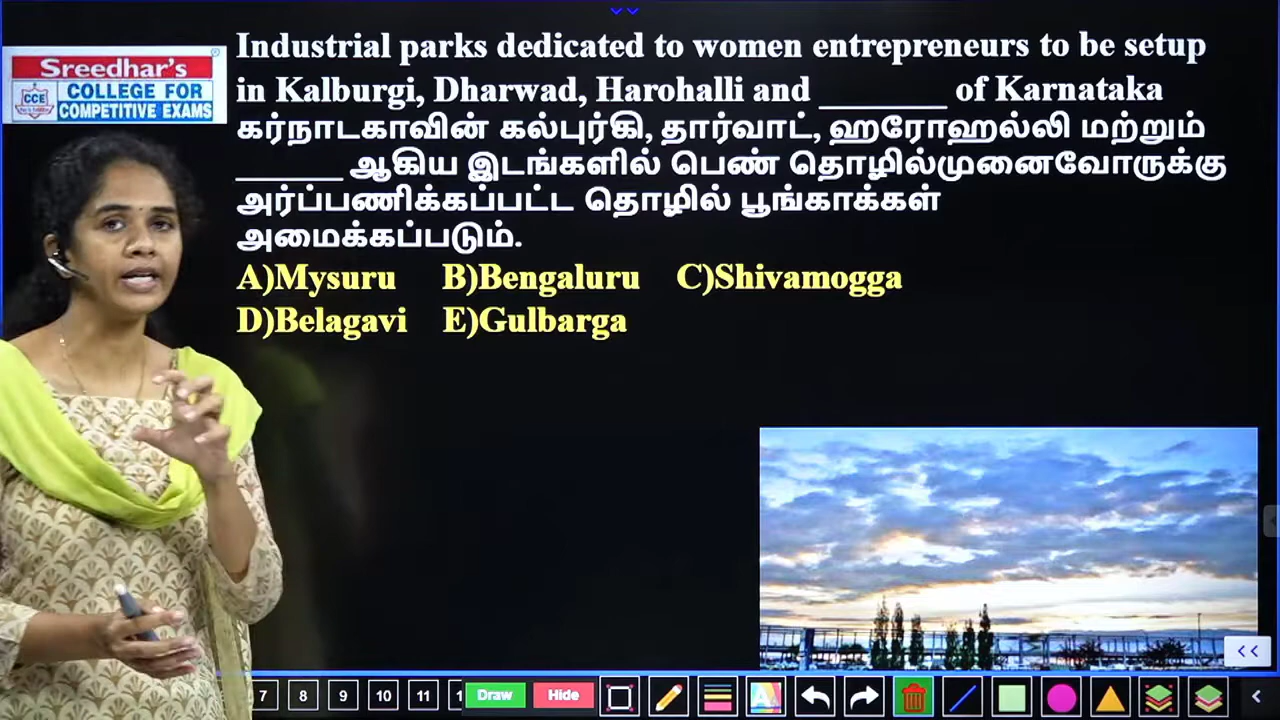 Sreedhar's
CCE
COLLEGE FOR
COMPETITIVE EXAMS
Industrial parks dedicated to women entrepreneurs to be setup
in Kalburgi, Dharwad, Harohalli and ________ of Karnataka
கர்நாடகாவின் கல்புர்கி, தார்வாட், ஹரோஹல்லி மற்றும்
_______ ஆகிய இடங்களில் பெண் தொழில்முனைவோருக்கு
அர்ப்பணிக்கப்பட்ட தொழில் பூங்காக்கள்
அமைக்கப்படும்.
A)Mysuru B)Bengaluru C)Shivamogga
D)Belagavi E)Gulbarga
7 8 9 10 11 1 Draw Hide